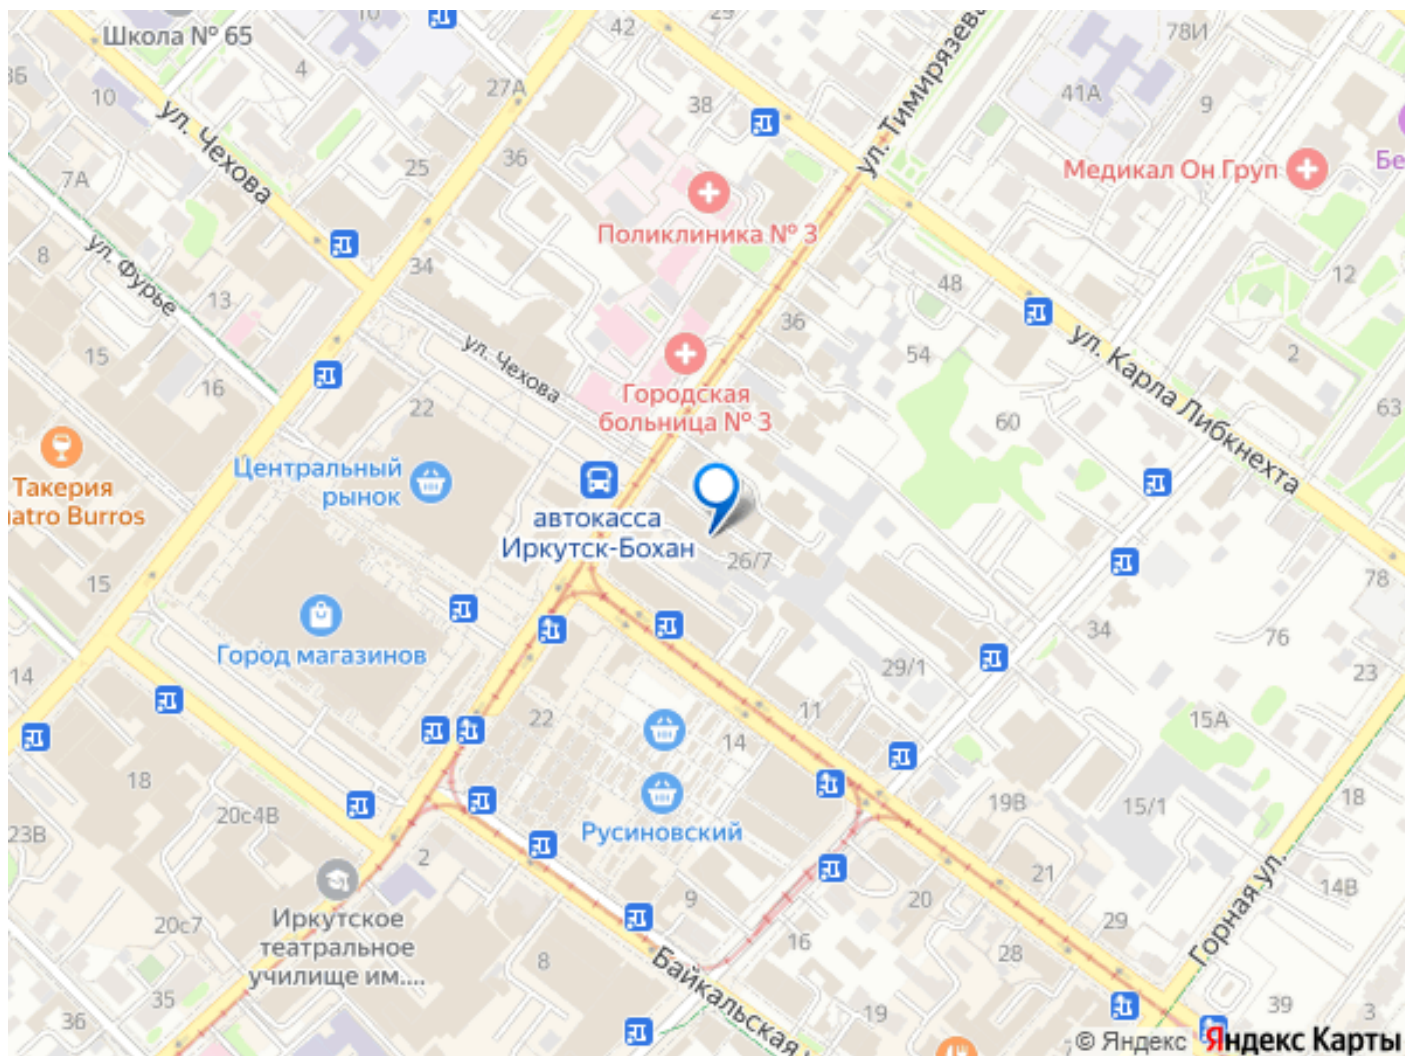 Школа № 65
10
42
78И
3Б
4
27А
10
38
41А
9
ул. Тимирязева
ул. Чехова
25
36
7А
Медикал Он Груп
Бе
Поликлиника № 3
8
ул. Фурье
34
48
12
13
36
ул. Чехова
54
2
ул. Карла Либкнехта
15
16
22
Городская
больница № 3
60
63
Центральный
рынок
Такерия
uatro Burros
автокасса
Иркутск-Бохан
26/7
15
78
34
76
Город магазинов
29/1
14
23
22
11
15А
14
18
20с4В
19В
15/1
18
23В
Русиновский
2
21
14В
9
20
Горная ул.
Иркутское
театральное
училище им....
20с7
29
16
28
8
Байкальская
35
36
19
39
3
© Яндекс
Яндекс Карты